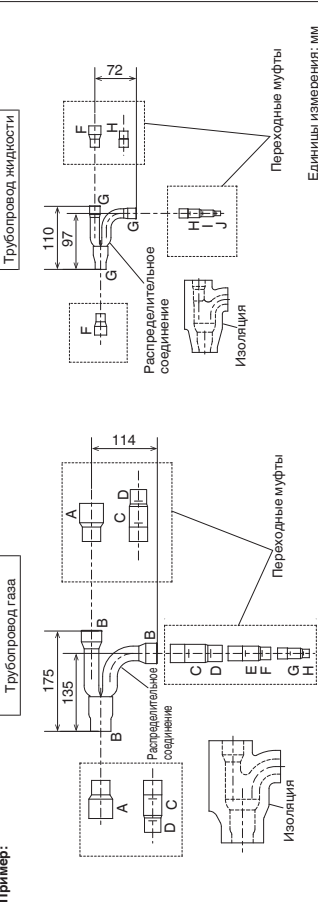 Пример:
Трубопровод газа
175
135
B
B
B
A
C
D
114
A
D
C
Распределительное
соединение
C
D
E
F
G
H
Переходные муфты
Изоляция
Трубопровод жидкости
110
97
G
G
G
F
H
72
F
Распределительное
соединение
H
I
J
Переходные муфты
Изоляция
Единицы измерения: мм